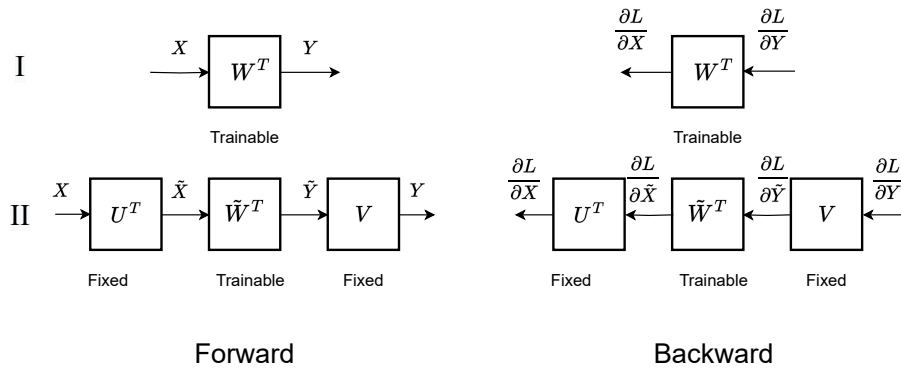 I
X
W^T
Y
Trainable
∂L/∂X
W^T
∂L/∂Y
Trainable
II
X
U^T
X̃
W̃^T
Ỹ
V
Y
Fixed
Trainable
Fixed
∂L/∂X
U^T
∂L/∂X̃
W̃^T
∂L/∂Ỹ
V
∂L/∂Y
Fixed
Trainable
Fixed
Forward
Backward